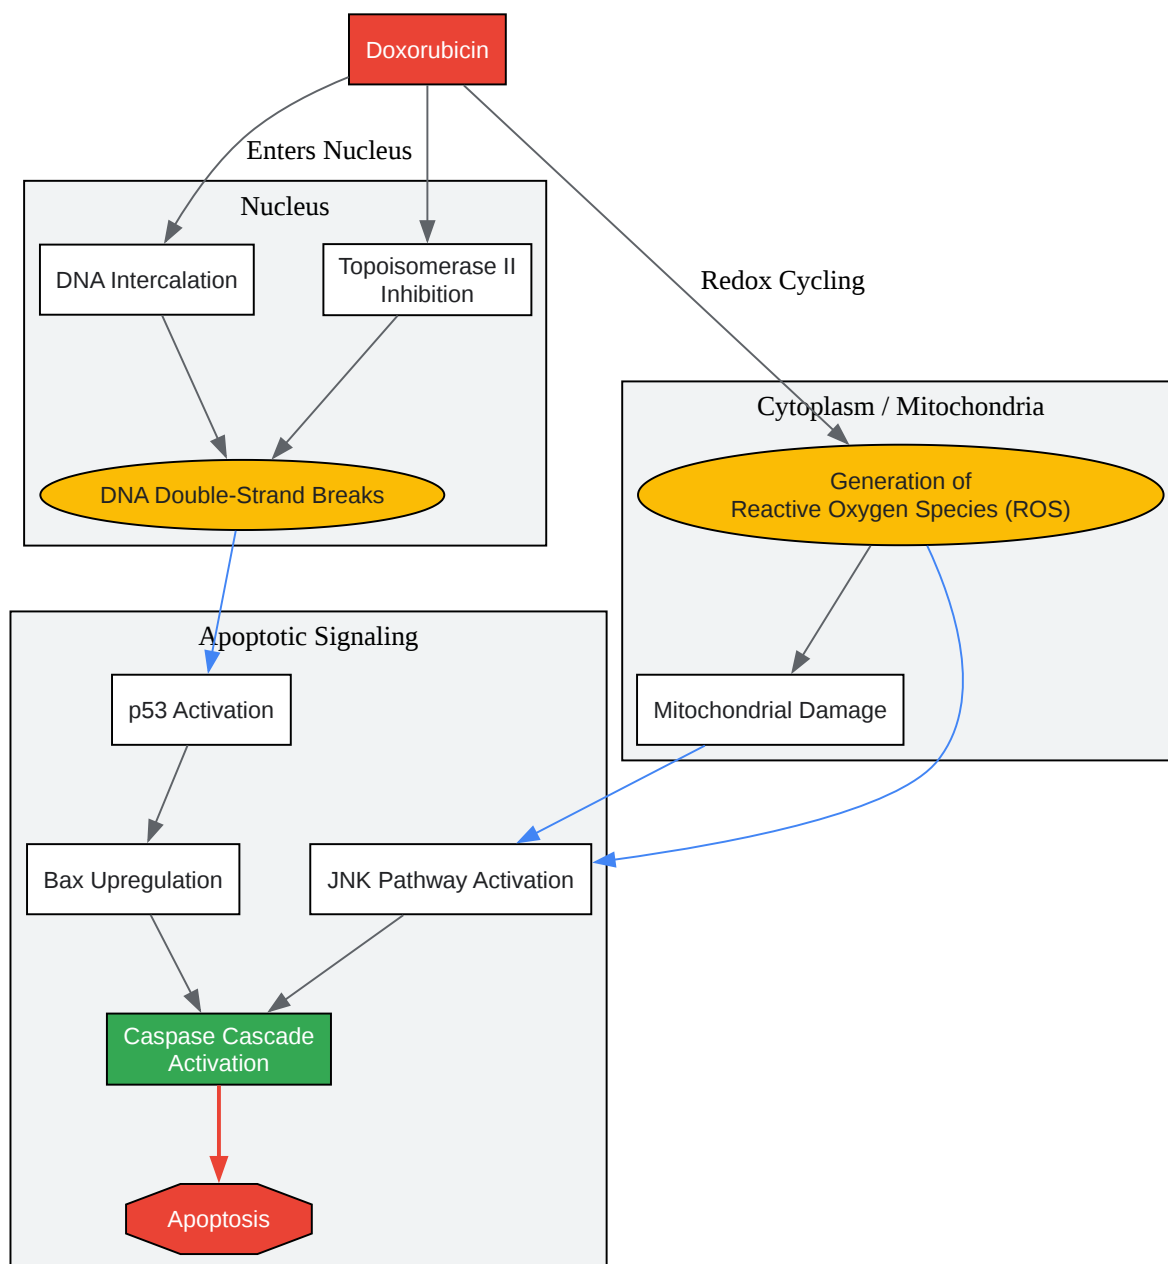 Doxorubicin
Enters Nucleus
Nucleus
DNA Intercalation
Topoisomerase II
Inhibition
Redox Cycling
Cytoplasm / Mitochondria
DNA Double-Strand Breaks
Generation of
Reactive Oxygen Species (ROS)
Apoptotic Signaling
p53 Activation
Mitochondrial Damage
Bax Upregulation
JNK Pathway Activation
Caspase Cascade
Activation
Apoptosis